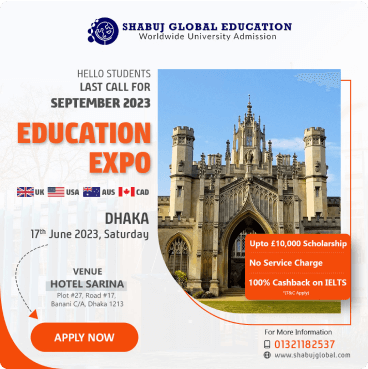 SHABUJ GLOBAL EDUCATION
Worldwide University Admission
HELLO STUDENTS
LAST CALL FOR
SEPTEMBER 2023
EDUCATION
EXPO
UK USA AUS CAD
DHAKA
17th June 2023, Saturday
VENUE
HOTEL SARINA
Plot #27, Road #17,
Banani C/A, Dhaka 1213
APPLY NOW
Upto £10,000 Scholarship
No Service Charge
100% Cashback on IELTS
*(T&C Apply)
For More Information
01321182537
www.shabujglobal.com